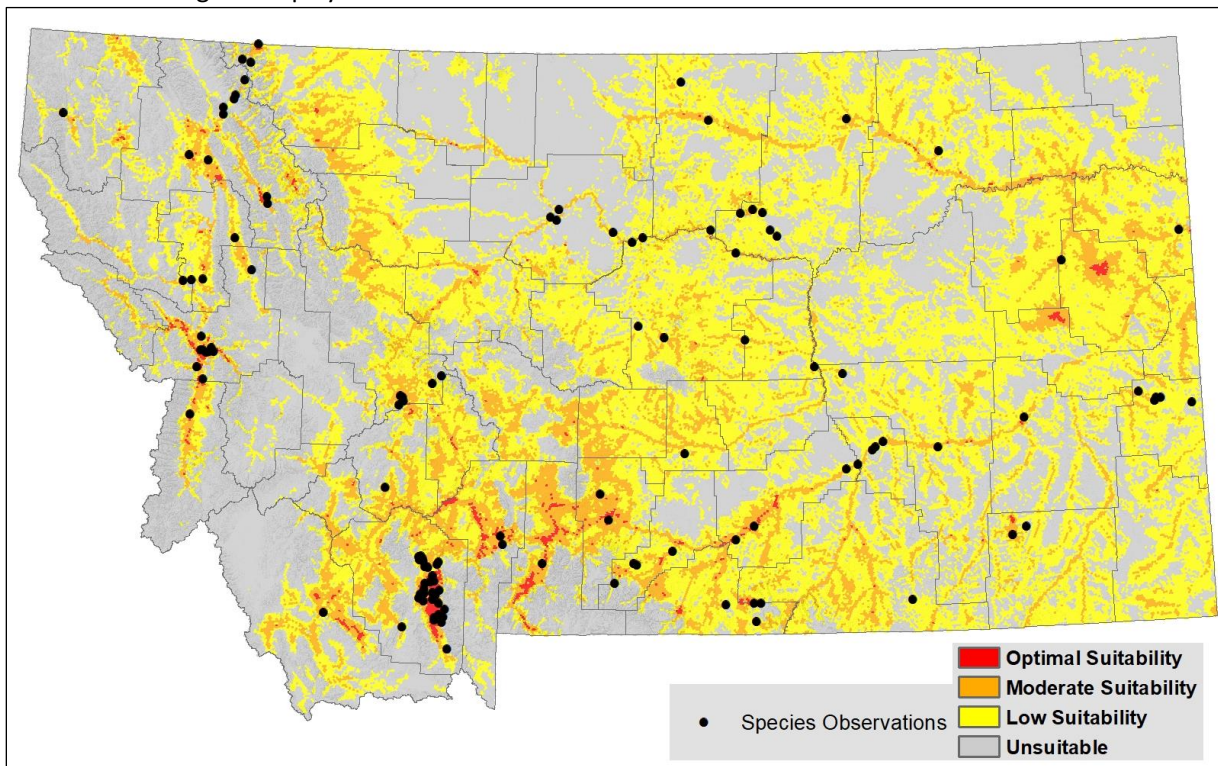 Optimal Suitability
Moderate Suitability
Species Observations
Low Suitability
Unsuitable